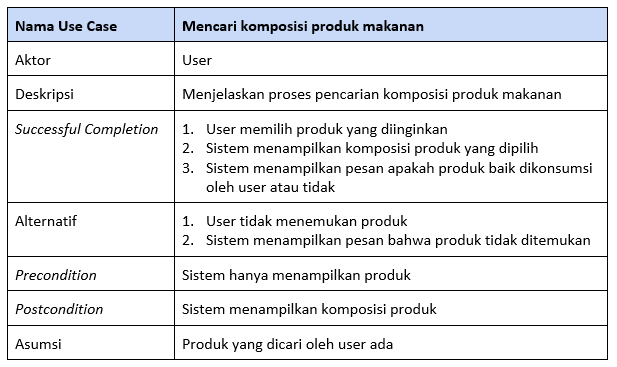 Nama Use Case
Mencari komposisi produk makanan
Aktor
User
Deskripsi
Menjelaskan proses pencarian komposisi produk makanan
Successful Completion
1. User memilih produk yang diinginkan
2. Sistem menampilkan komposisi produk yang dipilih
3. Sistem menampilkan pesan apakah produk baik dikonsumsi
oleh user atau tidak
Alternatif
1. User tidak menemukan produk
2. Sistem menampilkan pesan bahwa produk tidak ditemukan
Precondition
Sistem hanya menampilkan produk
Postcondition
Sistem menampilkan komposisi produk
Asumsi
Produk yang dicari oleh user ada